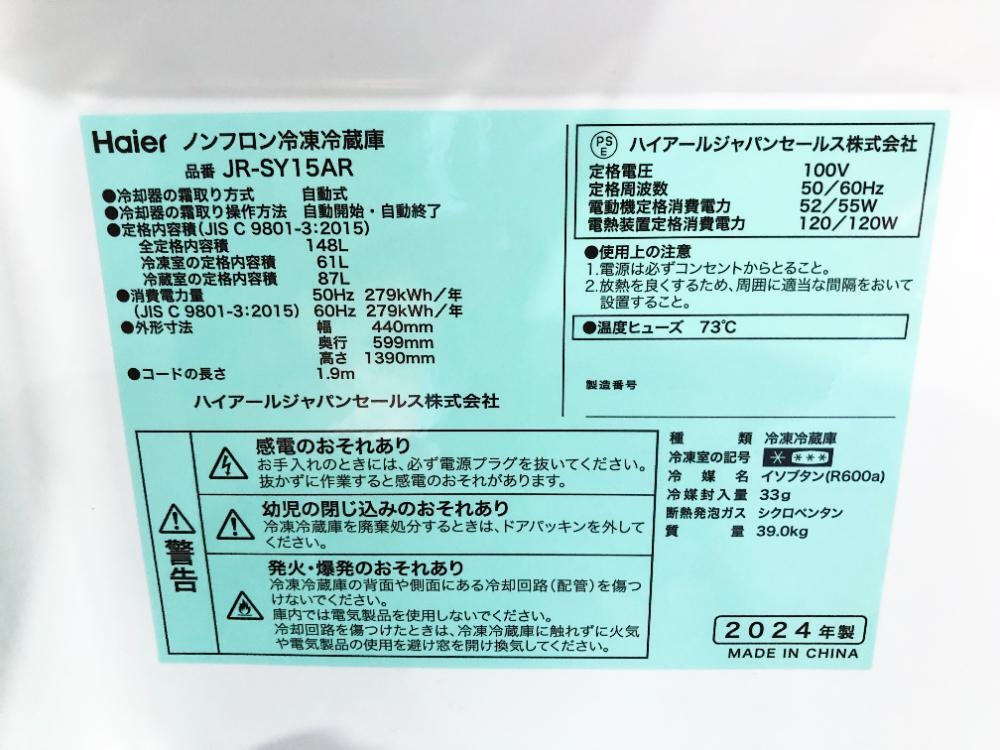 Haier ノンフロン冷凍冷蔵庫
品番 JR-SY15AR
●冷却器の霜取り方式 自動式
●冷却器の霜取り操作方法 自動開始・自動終了
●定格内容積(JIS C 9801-3:2015)
全定格内容積 148L
冷凍室の定格内容積 61L
冷蔵室の定格内容積 87L
●消費電力量 50Hz 279kWh/年
(JIS C 9801-3:2015) 60Hz 279kWh/年
●外形寸法 幅 440mm
奥行 599mm
高さ 1390mm
●コードの長さ 1.9m
ハイアールジャパンセールス株式会社
PS E ハイアールジャパンセールス株式会社
定格電圧 100V
定格周波数 50/60Hz
電動機定格消費電力 52/55W
電熱装置定格消費電力 120/120W
●使用上の注意
1.電源は必ずコンセントからとること。
2.放熱を良くするため、周囲に適当な間隔をおいて
設置すること。
●温度ヒューズ 73℃
製造番号
警告
感電のおそれあり
お手入れのときには、必ず電源プラグを抜いてください。
抜かずに作業すると感電のおそれがあります。
幼児の閉じ込みのおそれあり
冷凍冷蔵庫を廃棄処分するときは、ドアパッキンを外して
ください。
発火・爆発のおそれあり
冷凍冷蔵庫の背面や側面にある冷却回路(配管)を傷つ
けないでください。
庫内では電気製品を使用しないでください。
冷却回路を傷つけたときは、冷凍冷蔵庫に触れずに火気
や電気製品の使用を避け窓を開け換気してください。
種類 冷凍冷蔵庫
冷凍室の記号 * ***
冷媒名 イソブタン(R600a)
冷媒封入量 33g
断熱発泡ガス シクロペンタン
質量 39.0kg
2024年製
MADE IN CHINA